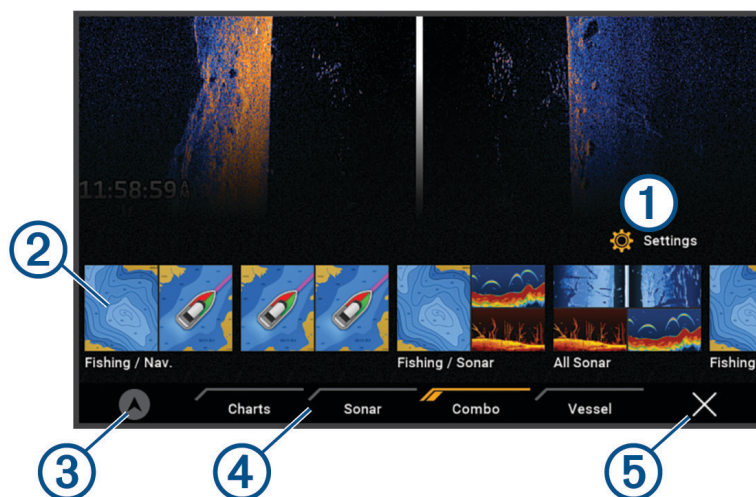 11:58:59
1
Settings
2
Fishing / Nav.
Fishing / Sonar
All Sonar
Fishing
Charts
Sonar
Combo
Vessel
3
4
5